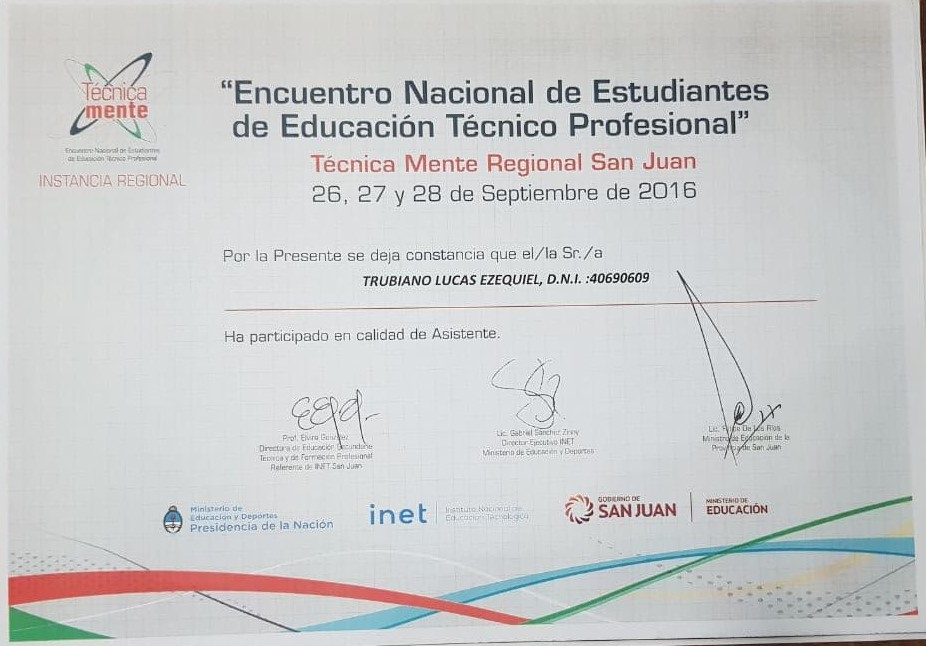 Técnica
mente
Encuentro Nacional de Estudiantes
de Educación Técnico Profesional
INSTANCIA REGIONAL
“Encuentro Nacional de Estudiantes
de Educación Técnico Profesional”
Técnica Mente Regional San Juan
26, 27 y 28 de Septiembre de 2016
Por la Presente se deja constancia que el/la Sr./a
TRUBIANO LUCAS EZEQUIEL, D.N.I. :40690609
Ha participado en calidad de Asistente.
Prof. Elvira
Directora de Educación Secundaria
Técnica y de Formación Profesional
Referente de INET San Juan
Lic. Gabriel Sánchez Zinny
Director Ejecutivo INET
Ministerio de Educación y Deportes
Lic. Felipe De Los Ríos
Ministro de Educación de la
Provincia de San Juan
Ministerio de
Educación y Deportes
Presidencia de la Nación
inet
Instituto Nacional de
Educación Tecnológica
GOBIERNO DE
SAN JUAN
MINISTERIO DE
EDUCACIÓN